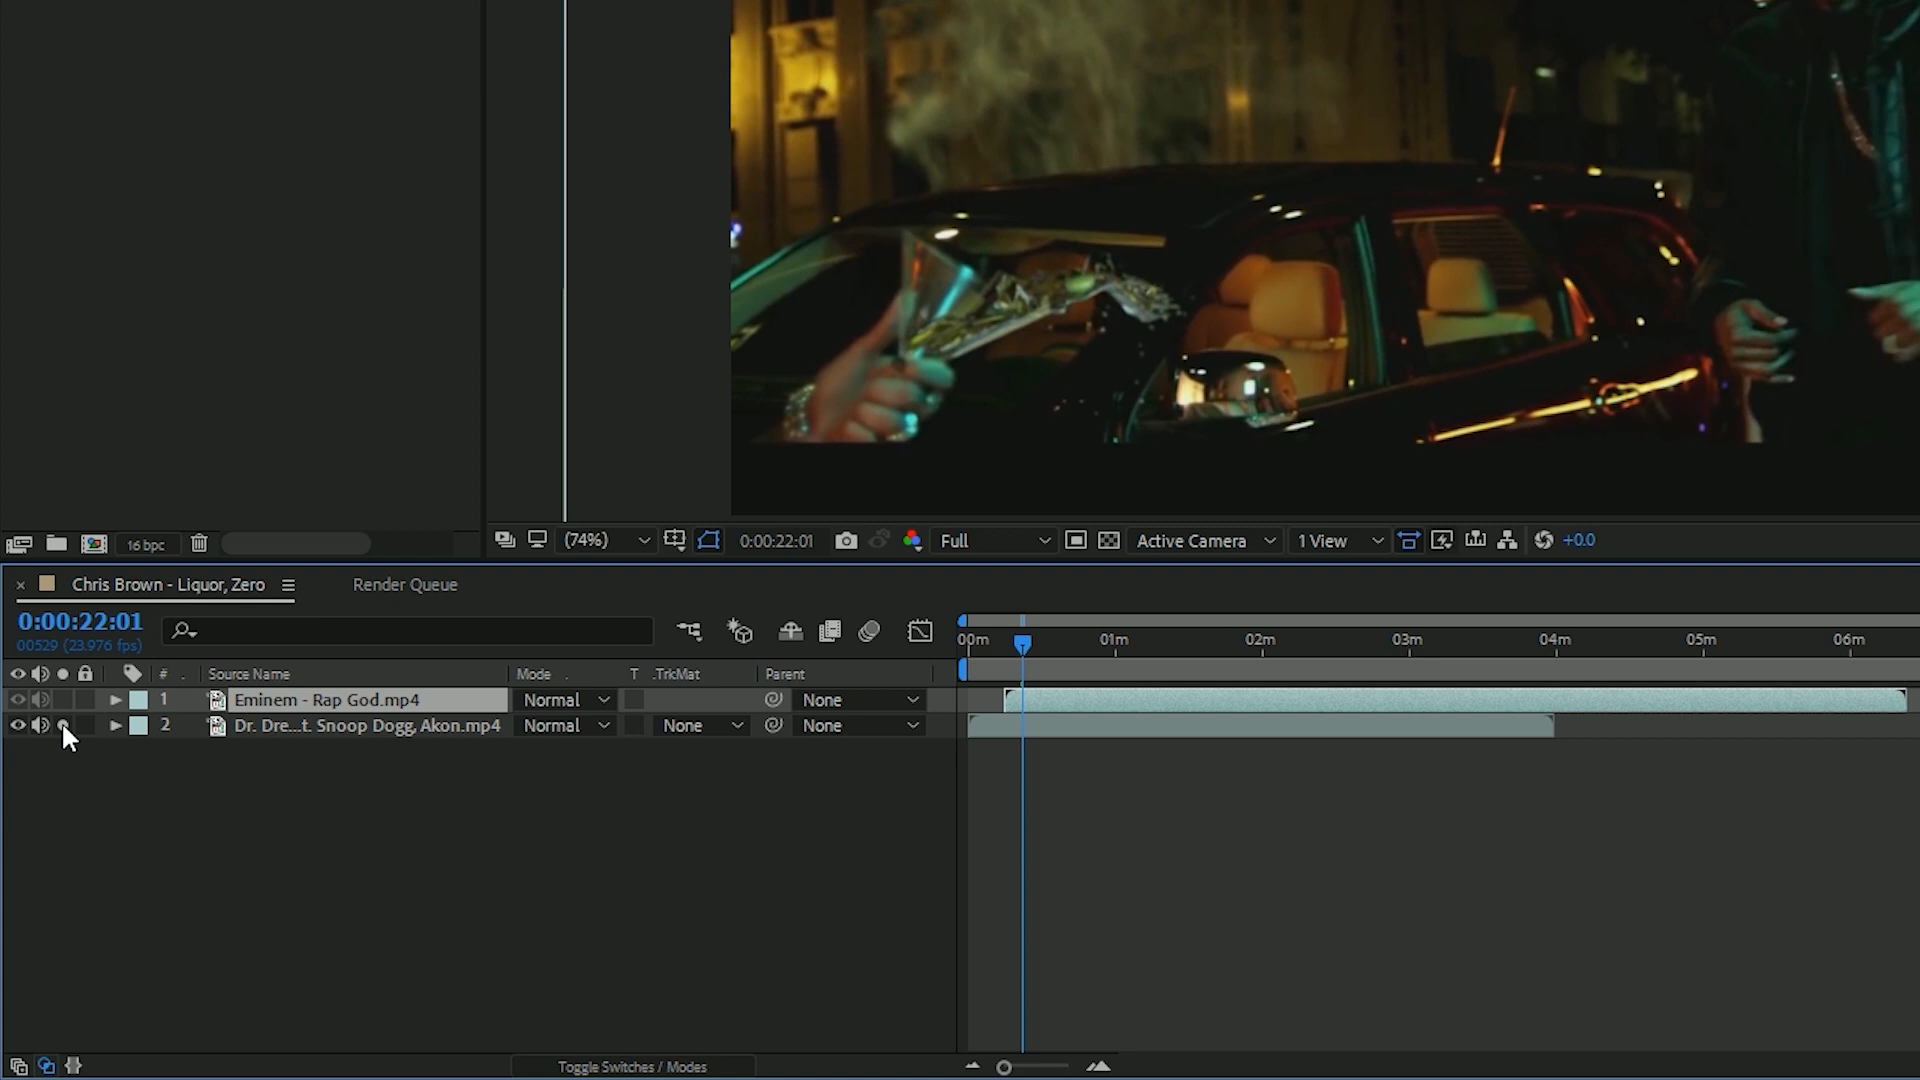 16 bpc
(74%)
0:00:22:01
Full
Active Camera
1 View
+0.0
× Chris Brown - Liquor, Zero
Render Queue
0:00:22:01
00529 (23.976 fps)
00m 01m 02m 03m 04m 05m 06m
# . Source Name Mode . T .TrkMat Parent
1 Eminem - Rap God.mp4 Normal None
2 Dr. Dre...t. Snoop Dogg, Akon.mp4 Normal None None
Toggle Switches / Modes